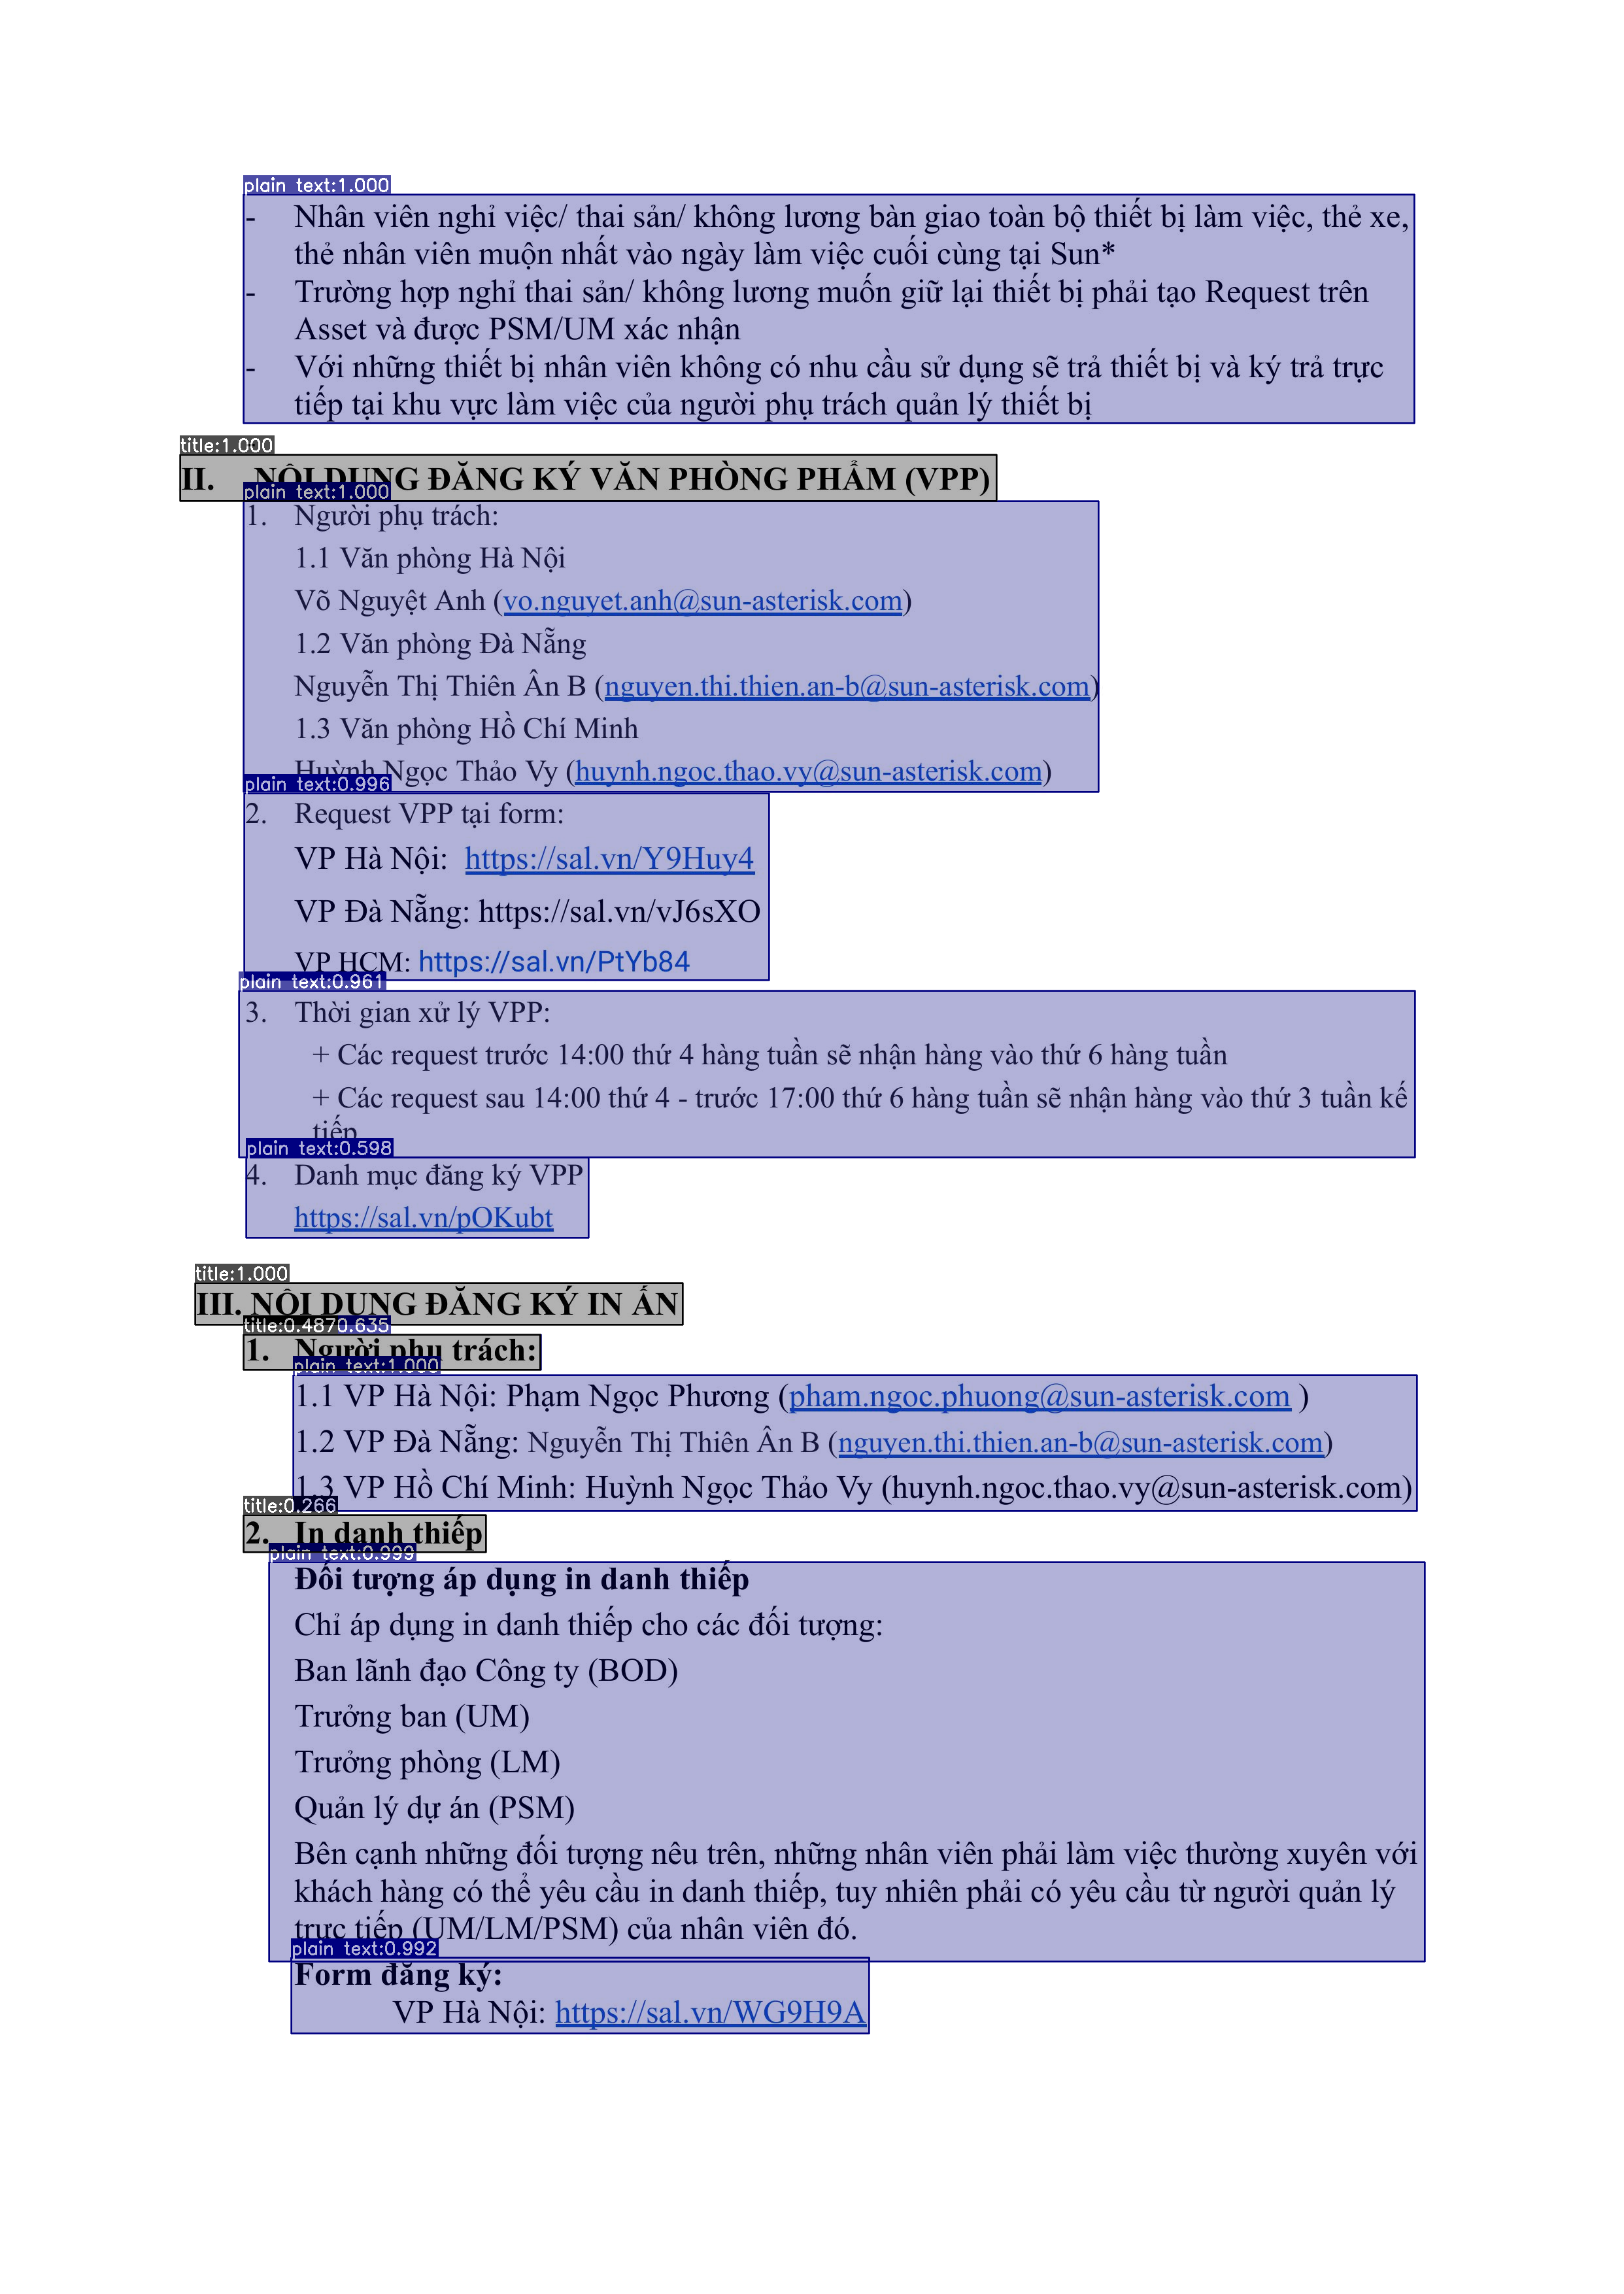 plain text:1.000
- Nhân viên nghỉ việc/ thai sản/ không lương bàn giao toàn bộ thiết bị làm việc, thẻ xe,
thẻ nhân viên muộn nhất vào ngày làm việc cuối cùng tại Sun*
- Trường hợp nghỉ thai sản/ không lương muốn giữ lại thiết bị phải tạo Request trên
Asset và được PSM/UM xác nhận
- Với những thiết bị nhân viên không có nhu cầu sử dụng sẽ trả thiết bị và ký trả trực
tiếp tại khu vực làm việc của người phụ trách quản lý thiết bị
title:1.000
II. NỘI DUNG ĐĂNG KÝ VĂN PHÒNG PHẨM (VPP)
plain text:1.000
1. Người phụ trách:
1.1 Văn phòng Hà Nội
Võ Nguyệt Anh (vo.nguyet.anh@sun-asterisk.com)
1.2 Văn phòng Đà Nẵng
Nguyễn Thị Thiên Ân B (nguyen.thi.thien.an-b@sun-asterisk.com)
1.3 Văn phòng Hồ Chí Minh
Huỳnh Ngọc Thảo Vy (huynh.ngoc.thao.vy@sun-asterisk.com)
plain text:0.996
2. Request VPP tại form:
VP Hà Nội: https://sal.vn/Y9Huy4
VP Đà Nẵng: https://sal.vn/vJ6sXO
VP HCM: https://sal.vn/PtYb84
plain text:0.961
3. Thời gian xử lý VPP:
+ Các request trước 14:00 thứ 4 hàng tuần sẽ nhận hàng vào thứ 6 hàng tuần
+ Các request sau 14:00 thứ 4 - trước 17:00 thứ 6 hàng tuần sẽ nhận hàng vào thứ 3 tuần kế
tiếp
plain text:0.598
4. Danh mục đăng ký VPP
https://sal.vn/pOKubt
title:1.000
III. NỘI DUNG ĐĂNG KÝ IN ẤN
title:0.4870.635
1. Người phụ trách:
plain text:1.000
1.1 VP Hà Nội: Phạm Ngọc Phương (pham.ngoc.phuong@sun-asterisk.com )
1.2 VP Đà Nẵng: Nguyễn Thị Thiên Ân B (nguyen.thi.thien.an-b@sun-asterisk.com)
1.3 VP Hồ Chí Minh: Huỳnh Ngọc Thảo Vy (huynh.ngoc.thao.vy@sun-asterisk.com)
title:0.266
2. In danh thiếp
plain text:0.999
Đối tượng áp dụng in danh thiếp
Chỉ áp dụng in danh thiếp cho các đối tượng:
Ban lãnh đạo Công ty (BOD)
Trưởng ban (UM)
Trưởng phòng (LM)
Quản lý dự án (PSM)
Bên cạnh những đối tượng nêu trên, những nhân viên phải làm việc thường xuyên với
khách hàng có thể yêu cầu in danh thiếp, tuy nhiên phải có yêu cầu từ người quản lý
trực tiếp (UM/LM/PSM) của nhân viên đó.
plain text:0.992
Form đăng ký:
VP Hà Nội: https://sal.vn/WG9H9A